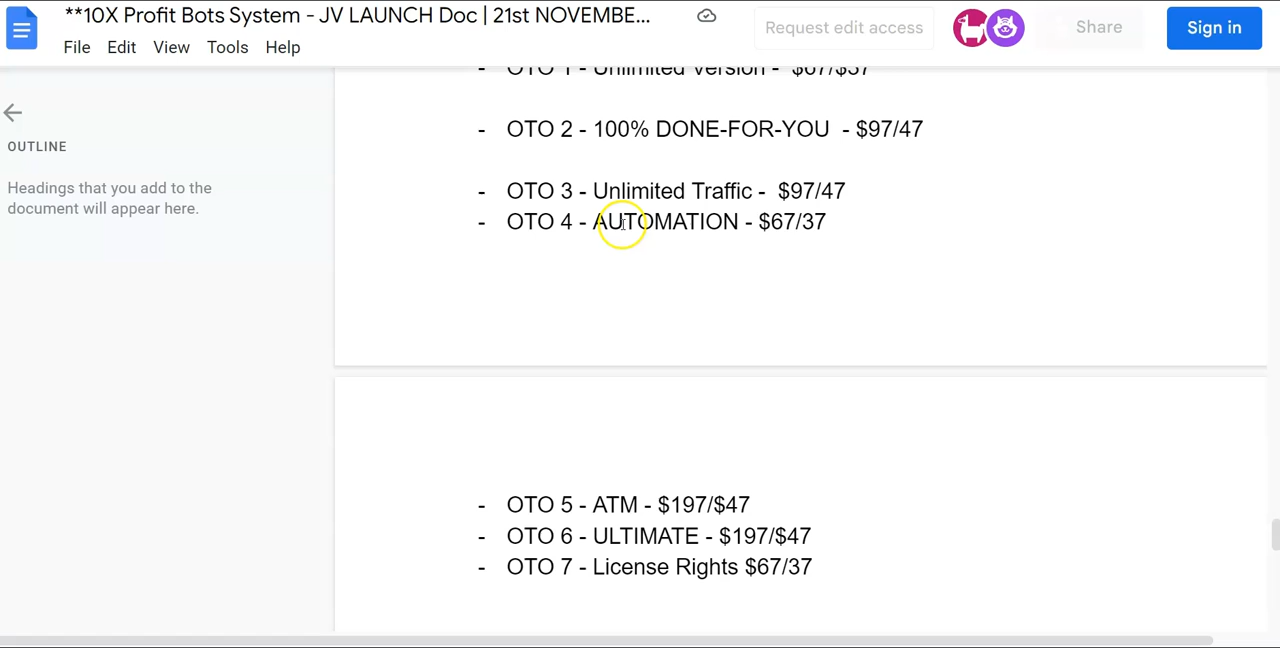 **10X Profit Bots System - JV LAUNCH Doc | 21st NOVEMBE...
Request edit access
Share
Sign in
File Edit View Tools Help
OUTLINE
Headings that you add to the
document will appear here.
- OTO 1 - Unlimited Version - $67/$37
- OTO 2 - 100% DONE-FOR-YOU - $97/47
- OTO 3 - Unlimited Traffic - $97/47
- OTO 4 - AUTOMATION - $67/37
- OTO 5 - ATM - $197/$47
- OTO 6 - ULTIMATE - $197/$47
- OTO 7 - License Rights $67/37